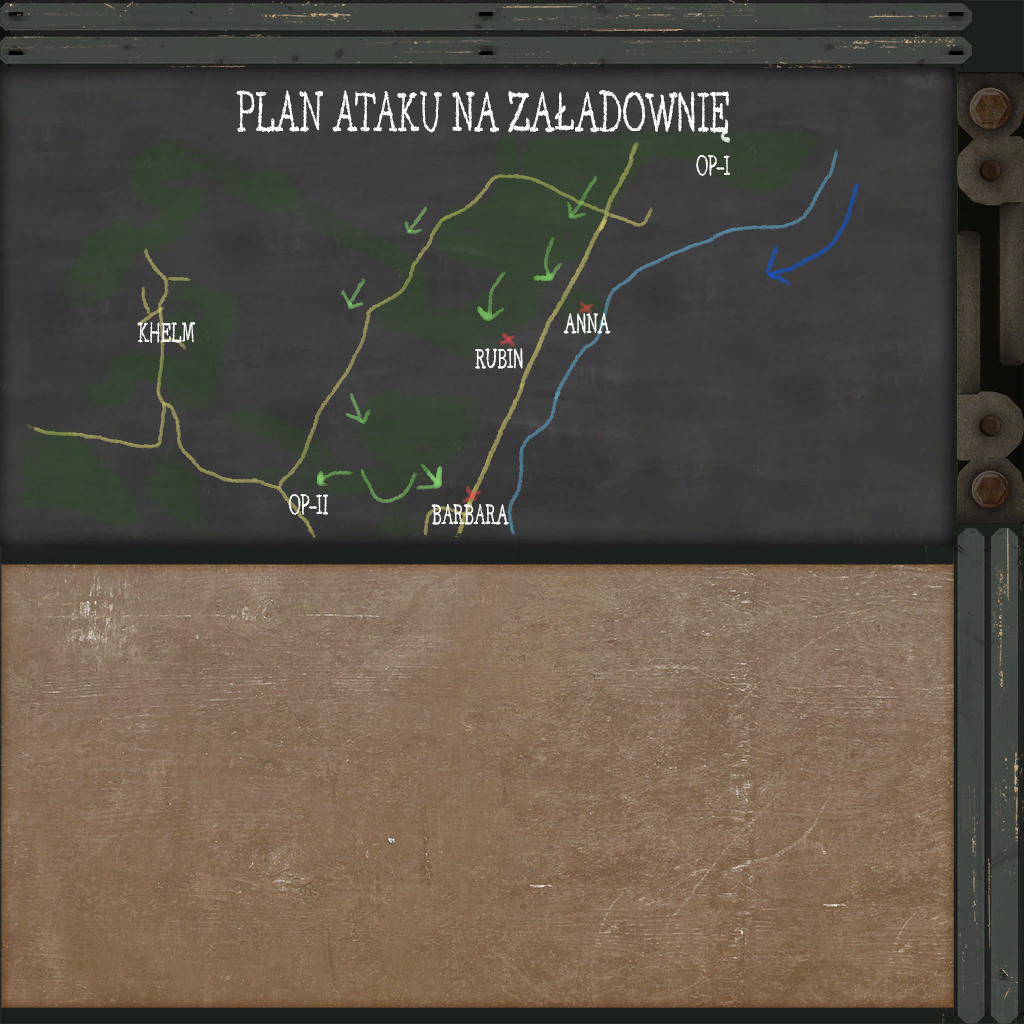 PLAN ATAKU NA ZAŁADOWNIĘ
OP-I
KHELM
ANNA
RUBIN
OP-II
BARBARA